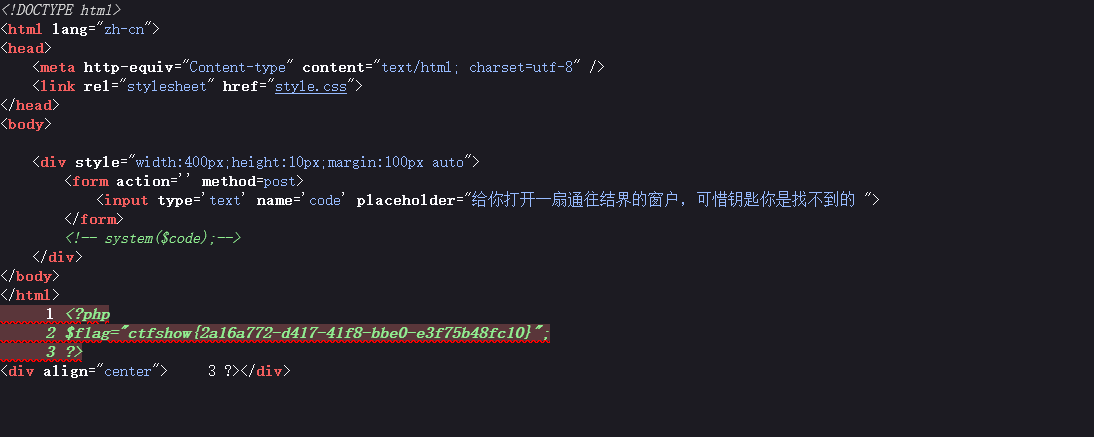 <!DOCTYPE html>
<html lang="zh-cn">
<head>
    <meta http-equiv="Content-type" content="text/html; charset=utf-8" />
    <link rel="stylesheet" href="style.css">
</head>
<body>
    <div style="width:400px;height:10px;margin:100px auto">
        <form action='' method=post>
            <input type='text' name='code' placeholder="给你打开一扇通往结界的窗户，可惜钥匙你是找不到的 ">
        </form>
        <!-- system($code);-->
    </div>
</body>
</html>
     1 <?php
     2 $flag="ctfshow{2a16a772-d417-41f8-bbe0-e3f75b48fc10}";
     3 ?>
<div align="center">     3 ?></div>